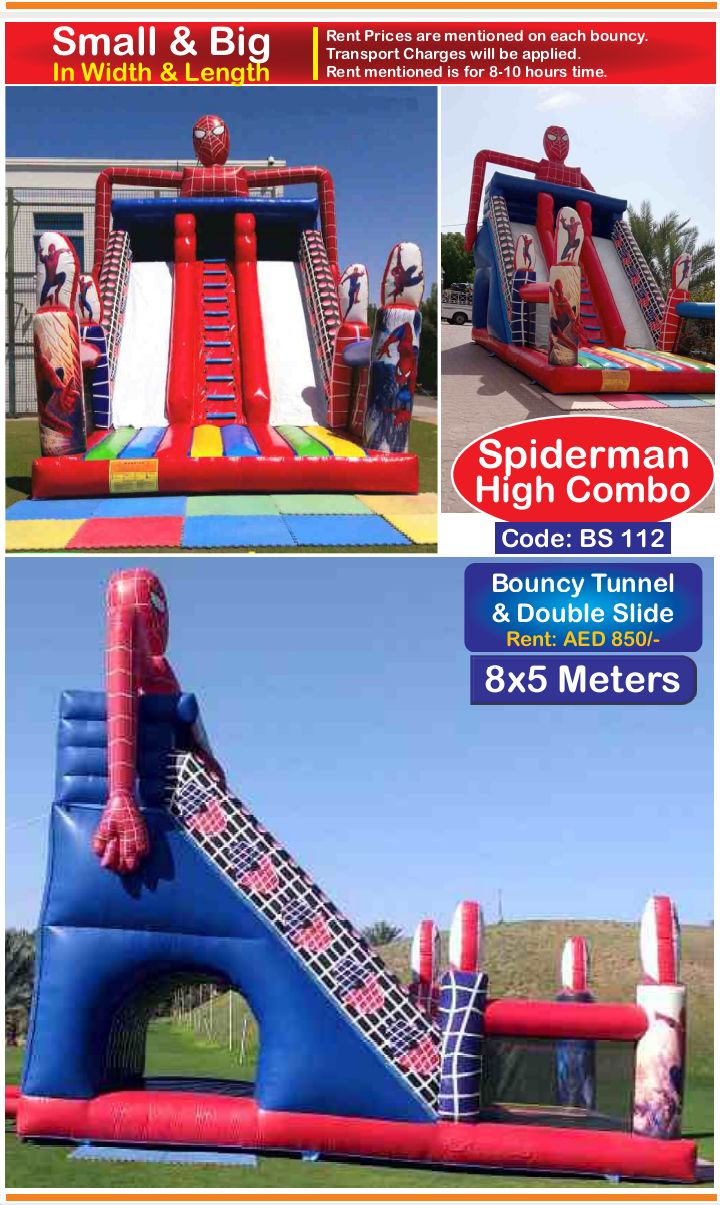 Small & Big
In Width & Length
Rent Prices are mentioned on each bouncy.
Transport Charges will be applied.
Rent mentioned is for 8-10 hours time.
Spiderman
High Combo
Code: BS 112
Bouncy Tunnel
& Double Slide
Rent: AED 850/-
8x5 Meters